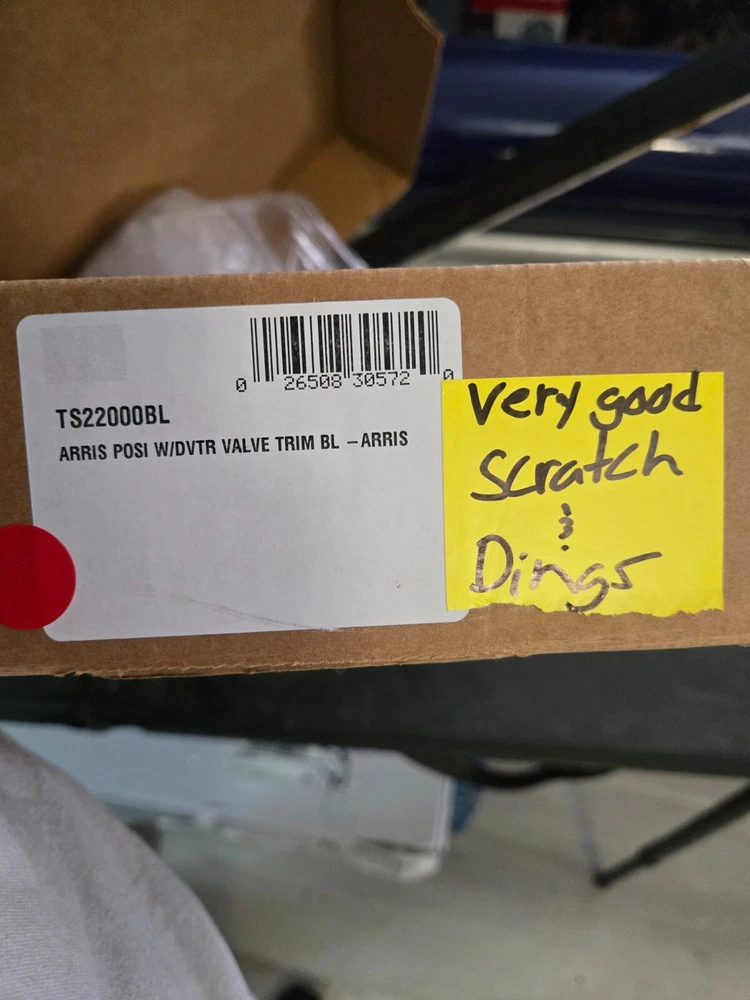 0 26508 30572 0
TS22000BL
ARRIS POSI W/DVTR VALVE TRIM BL –ARRIS
Very good
Scratch
&
Dings